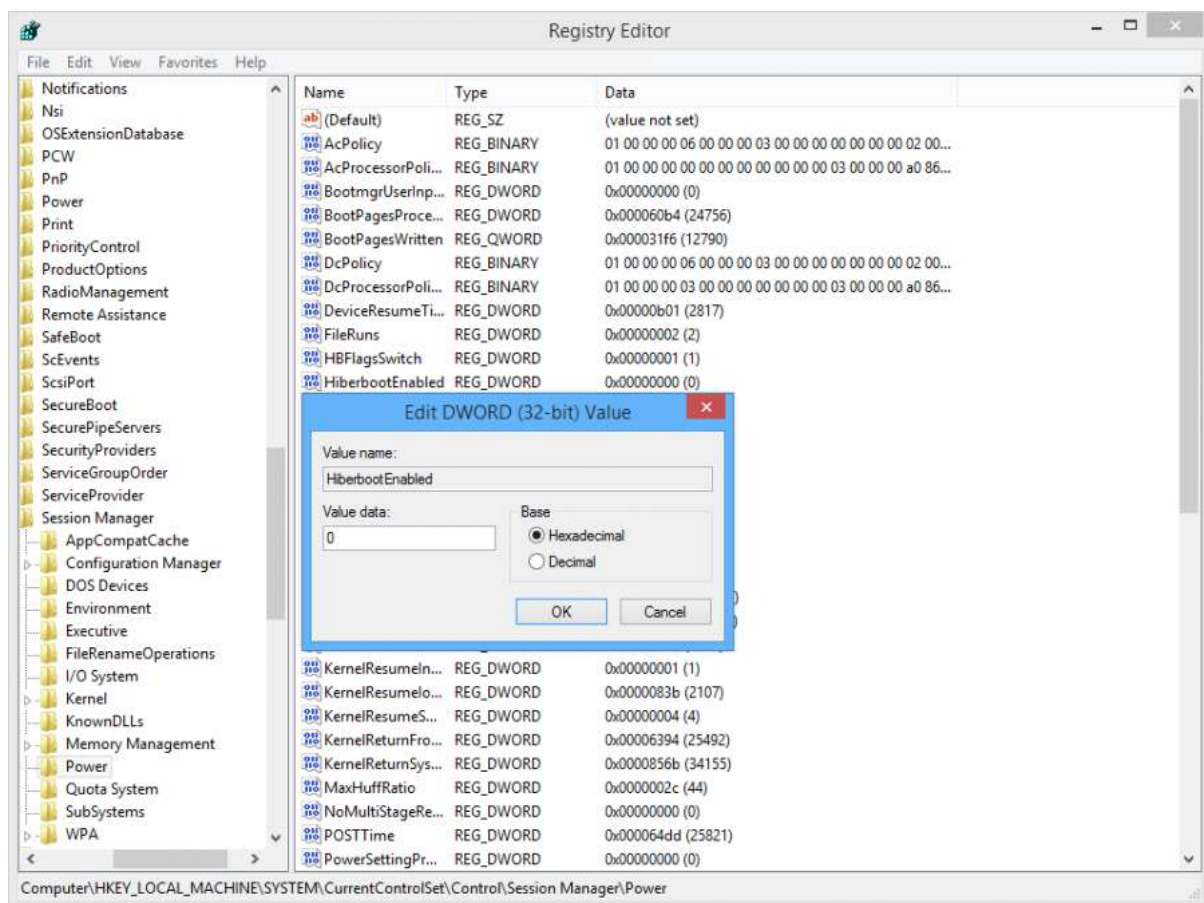 Registry Editor
File Edit View Favorites Help
Notifications
Nsi
OSExtensionDatabase
PCW
PnP
Power
Print
PriorityControl
ProductOptions
RadioManagement
Remote Assistance
SafeBoot
ScEvents
ScsiPort
SecureBoot
SecurePipeServers
SecurityProviders
ServiceGroupOrder
ServiceProvider
Session Manager
AppCompatCache
Configuration Manager
DOS Devices
Environment
Executive
FileRenameOperations
I/O System
Kernel
KnownDLLs
Memory Management
Power
Quota System
SubSystems
WPA
Name Type Data
(Default) REG_SZ (value not set)
AcPolicy REG_BINARY 01 00 00 00 06 00 00 00 03 00 00 00 00 00 00 00 02 00...
AcProcessorPoli... REG_BINARY 01 00 00 00 00 00 00 00 00 00 00 00 03 00 00 00 a0 86...
BootmgrUserInp... REG_DWORD 0x00000000 (0)
BootPagesProce... REG_DWORD 0x000060b4 (24756)
BootPagesWritten REG_QWORD 0x000031f6 (12790)
DcPolicy REG_BINARY 01 00 00 00 06 00 00 00 03 00 00 00 00 00 00 00 02 00...
DcProcessorPoli... REG_BINARY 01 00 00 00 03 00 00 00 00 00 00 00 03 00 00 00 a0 86...
DeviceResumeTi... REG_DWORD 0x00000b01 (2817)
FileRuns REG_DWORD 0x00000002 (2)
HBFlagsSwitch REG_DWORD 0x00000001 (1)
HiberbootEnabled REG_DWORD 0x00000000 (0)
Edit DWORD (32-bit) Value
Value name:
HiberbootEnabled
Value data:
0
Base
Hexadecimal
Decimal
OK Cancel
KernelResumeIn... REG_DWORD 0x00000001 (1)
KernelResumeIo... REG_DWORD 0x0000083b (2107)
KernelResumeS... REG_DWORD 0x00000004 (4)
KernelReturnFro... REG_DWORD 0x00006394 (25492)
KernelReturnSys... REG_DWORD 0x0000856b (34155)
MaxHuffRatio REG_DWORD 0x0000002c (44)
NoMultiStageRe... REG_DWORD 0x00000000 (0)
POSTTime REG_DWORD 0x000064dd (25821)
PowerSettingPr... REG_DWORD 0x00000000 (0)
Computer\HKEY_LOCAL_MACHINE\SYSTEM\CurrentControlSet\Control\Session Manager\Power